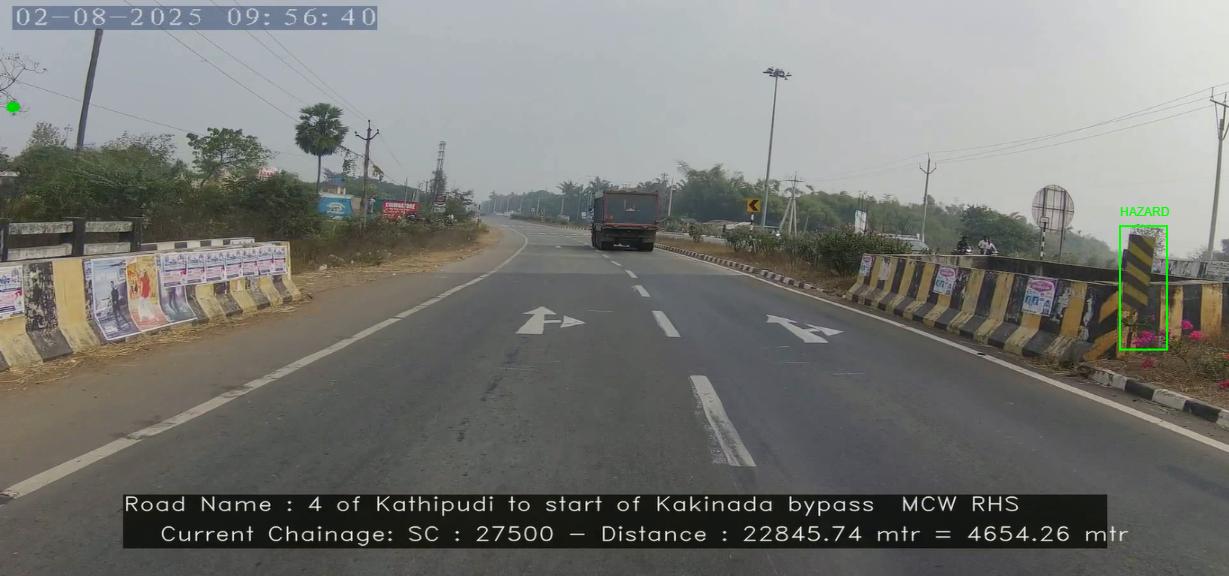 02-08-2025 09:56:40
HAZARD
Road Name : 4 of Kathipudi to start of Kakinada bypass MCW RHS
Current Chainage: SC : 27500 - Distance : 22845.74 mtr = 4654.26 mtr